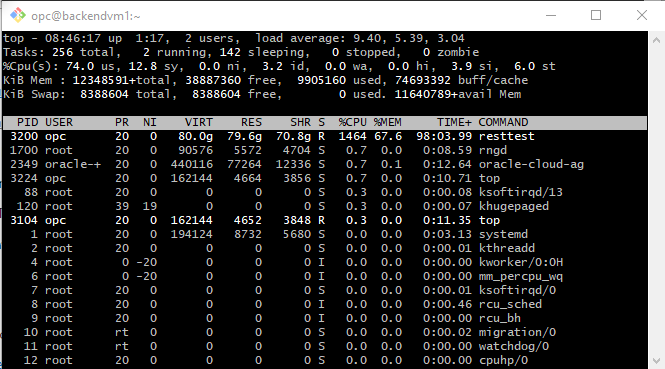 opc@backendvm1:~
top - 08:46:17 up  1:17,  2 users,  load average: 9.40, 5.39, 3.04
Tasks: 256 total,   2 running, 142 sleeping,   0 stopped,   0 zombie
%Cpu(s): 74.0 us, 12.8 sy,  0.0 ni,  3.2 id,  0.0 wa,  0.0 hi,  3.9 si,  6.0 st
KiB Mem : 12348591+total, 38887360 free,  9905160 used, 74693392 buff/cache
KiB Swap:  8388604 total,  8388604 free,        0 used. 11640789+avail Mem
PID USER      PR  NI    VIRT    RES    SHR S  %CPU %MEM     TIME+ COMMAND
3200 opc       20   0   80.0g  79.6g  70.8g R  1464 67.6  98:03.99 resttest
1700 root      20   0   90576   5572   4704 S   0.7  0.0   0:08.59 rngd
2349 oracle-+  20   0  440116  77264  12336 S   0.7  0.1   0:12.64 oracle-cloud-ag
3224 opc       20   0  162144   4664   3856 S   0.7  0.0   0:10.71 top
88 root      20   0       0      0      0 S   0.3  0.0   0:00.08 ksoftirqd/13
120 root      39  19       0      0      0 S   0.3  0.0   0:00.07 khugepaged
3104 opc       20   0  162144   4652   3848 R   0.3  0.0   0:11.35 top
1 root      20   0  194124   8732   5680 S   0.0  0.0   0:03.13 systemd
2 root      20   0       0      0      0 S   0.0  0.0   0:00.01 kthreadd
4 root       0 -20       0      0      0 I   0.0  0.0   0:00.00 kworker/0:0H
6 root       0 -20       0      0      0 I   0.0  0.0   0:00.00 mm_percpu_wq
7 root      20   0       0      0      0 S   0.0  0.0   0:00.01 ksoftirqd/0
8 root      20   0       0      0      0 I   0.0  0.0   0:00.46 rcu_sched
9 root      20   0       0      0      0 I   0.0  0.0   0:00.00 rcu_bh
10 root      rt   0       0      0      0 S   0.0  0.0   0:00.00 migration/0
11 root      rt   0       0      0      0 S   0.0  0.0   0:00.00 watchdog/0
12 root      20   0       0      0      0 S   0.0  0.0   0:00.00 cpuhp/0